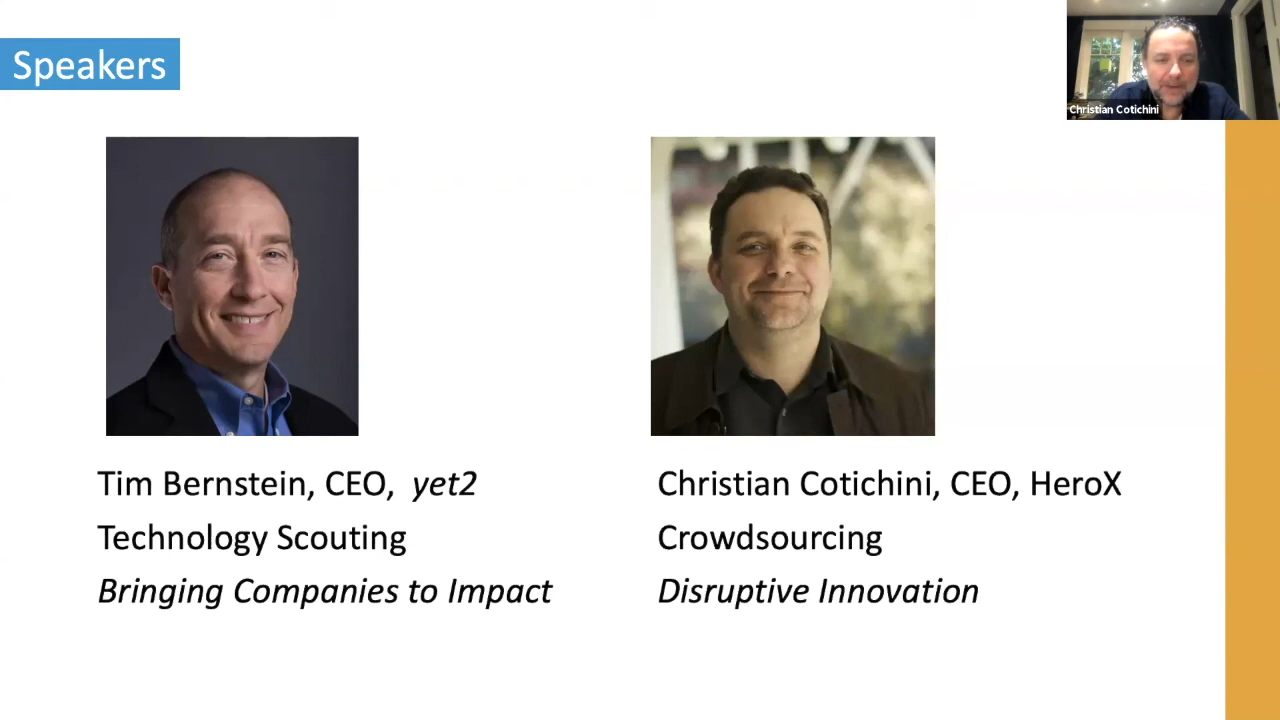 Speakers
Christian Cotichini
Tim Bernstein, CEO, yet2
Technology Scouting
Bringing Companies to Impact
Christian Cotichini, CEO, HeroX
Crowdsourcing
Disruptive Innovation